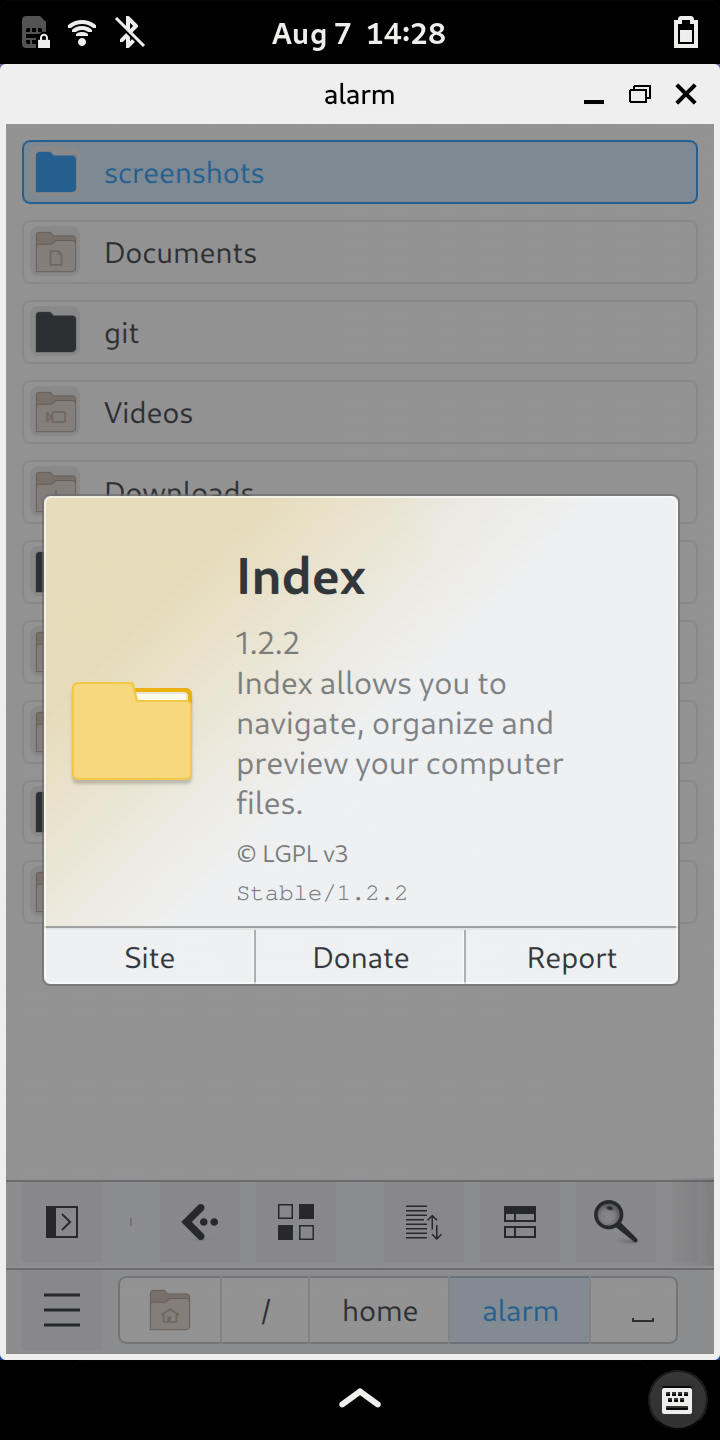 Aug 7 14:28
alarm
screenshots
Documents
git
Videos
Downloads
Index
1.2.2
Index allows you to
navigate, organize and
preview your computer
files.
© LGPL v3
Stable/1.2.2
Site Donate Report
/ home alarm